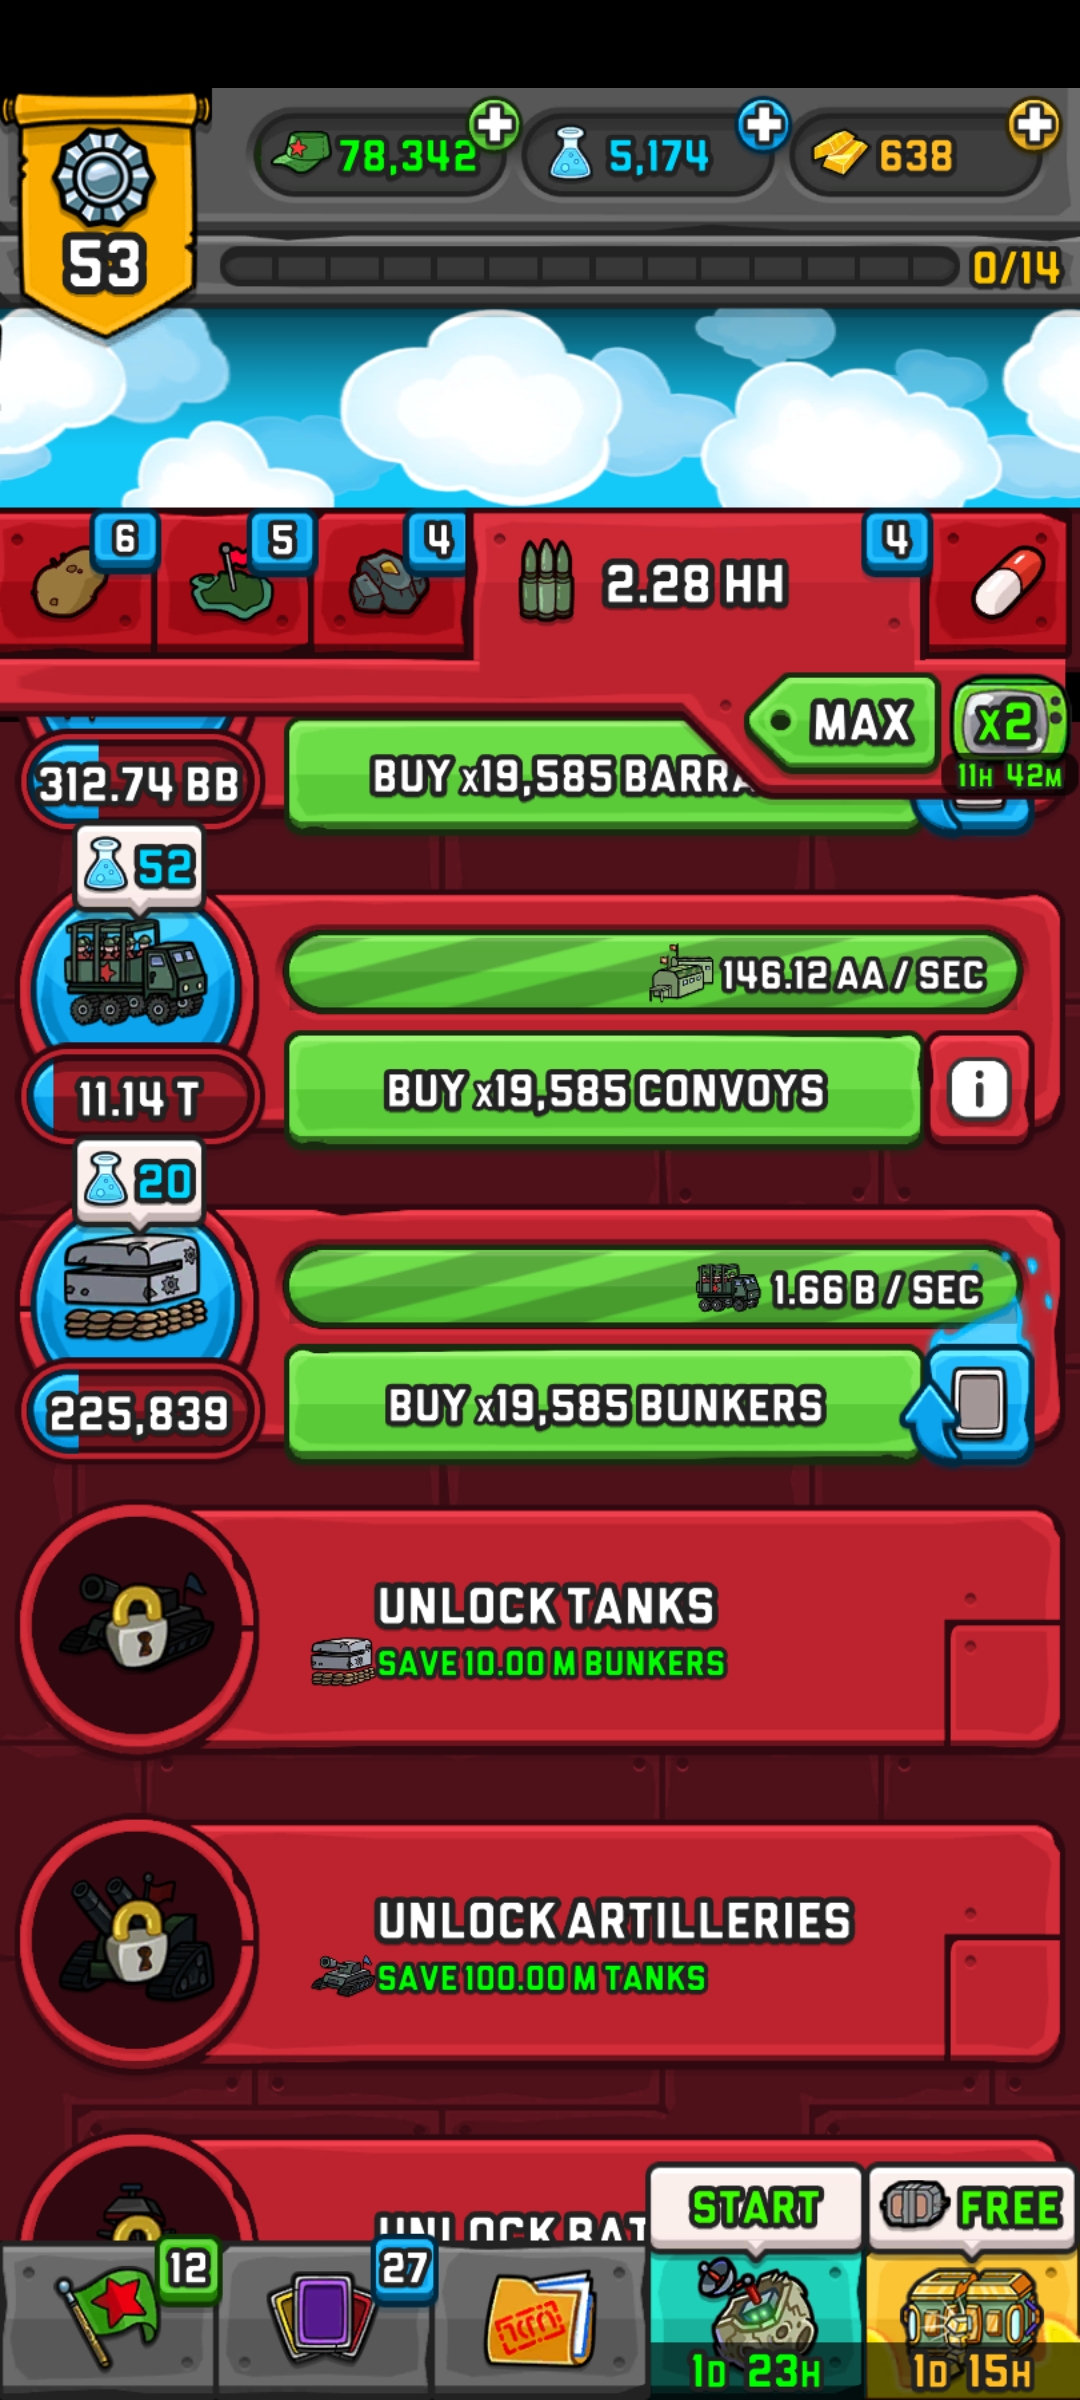 78,342
5,174
638
53
0/14
6
5
4
2.28 HH
4
MAX
x2
11H 42M
312.74 BB
BUY x19,585 BARRA
52
146.12 AA / SEC
11.14 T
BUY x19,585 CONVOYS
i
20
1.66 B / SEC
225,839
BUY x19,585 BUNKERS
UNLOCK TANKS
SAVE 10.00 M BUNKERS
UNLOCK ARTILLERIES
SAVE 100.00 M TANKS
UNLOCK BAT
START
FREE
12
27
1D 23H
1D 15H